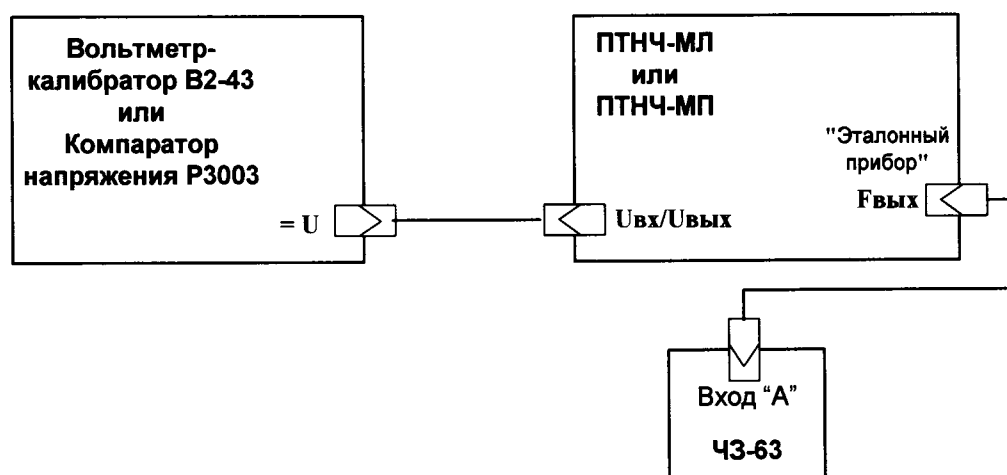 Вольтметр-
калибратор В2-43
или
Компаратор
напряжения Р3003
= U
ПТНЧ-МЛ
или
ПТНЧ-МП
"Эталонный
прибор"
Fвых
Uвх/Uвых
Вход “А”
ЧЗ-63